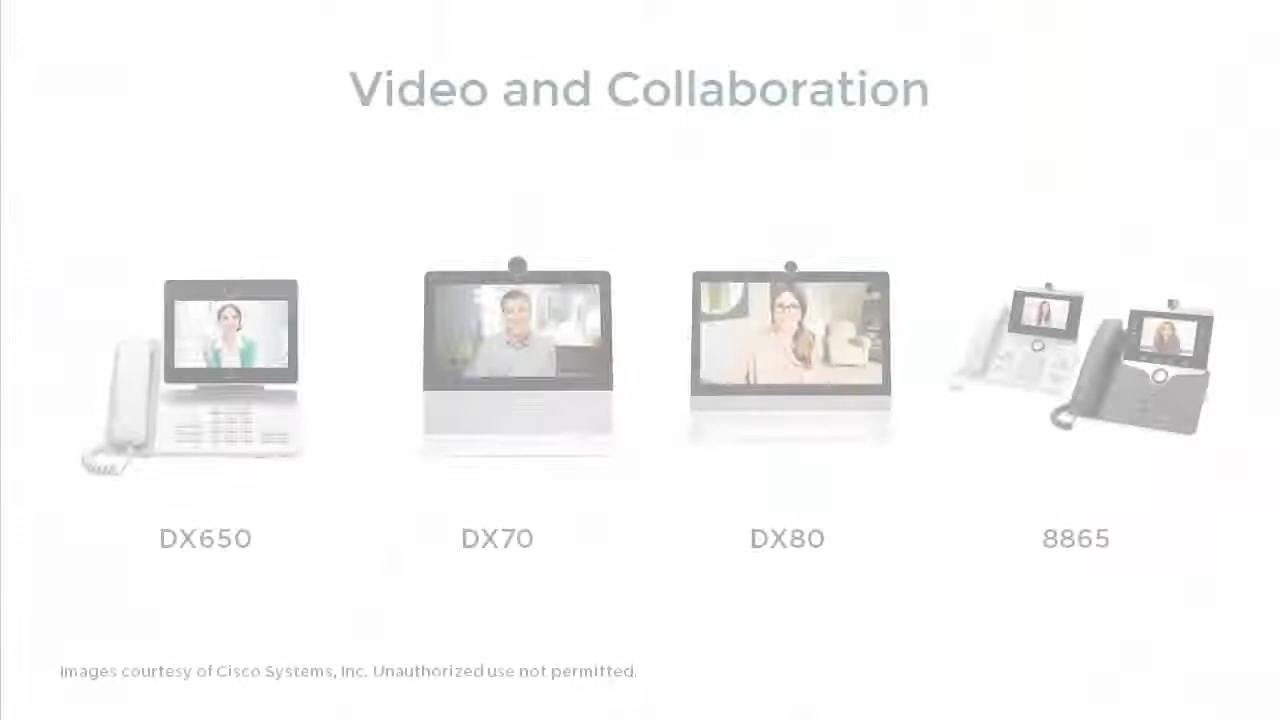 Video and Collaboration
DX650
DX70
DX80
8865
Images courtesy of Cisco Systems, Inc. Unauthorized use not permitted.